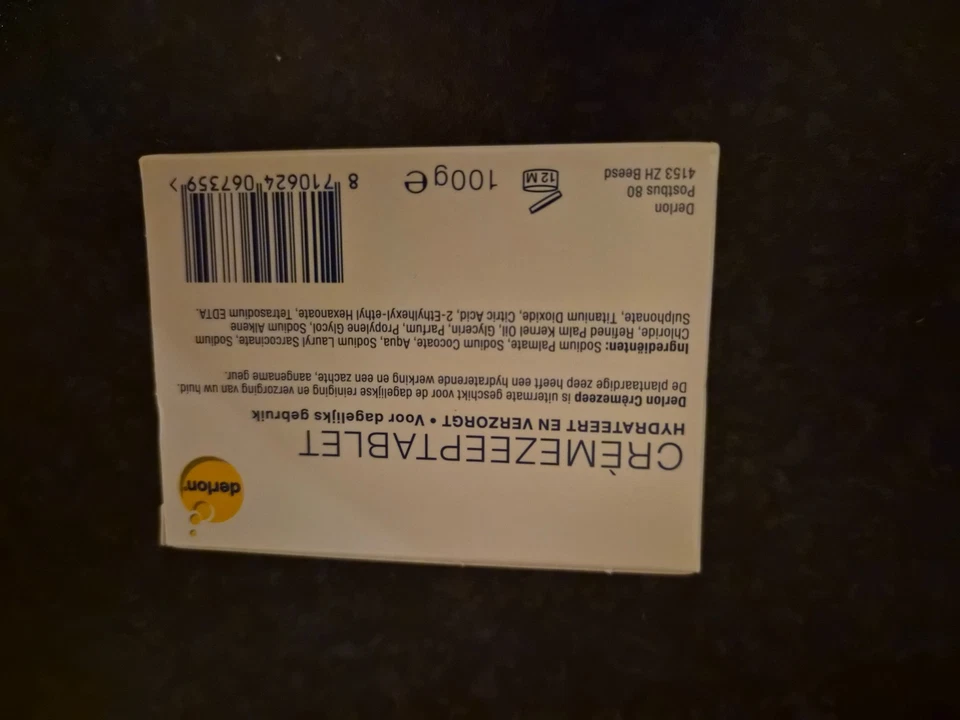 derlon
CRÈMEZEEPTABLET
HYDRATEERT EN VERZORGT • Voor dagelijks gebruik
Derlon Crèmezeep is uitermate geschikt voor de dagelijkse reiniging en verzorging van uw huid.
De plantaardige zeep heeft een hydraterende werking en een zachte, aangename geur.
Ingrediënten: Sodium Palmate, Sodium Cocoate, Aqua, Sodium Lauryl Sarcocinate, Sodium
Chloride, Refined Palm Kernel Oil, Glycerin, Parfum, Propylene Glycol, Sodium Alkene
Sulphonate, Titanium Dioxide, Citric Acid, 2-Ethylhexyl-ethyl Hexanoate, Tetrasodium EDTA.
Derlon
Postbus 80
4153 ZH Beesd
12 M
100g e
8 710624 067359 >